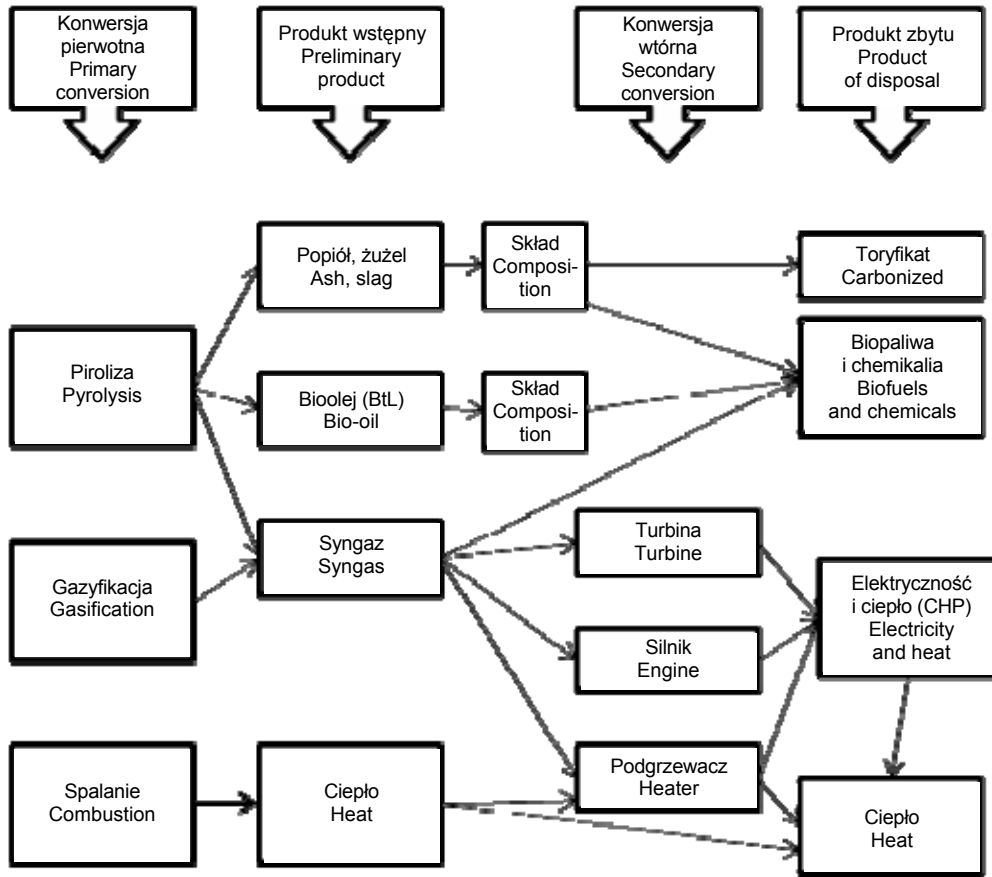 Konwersja
pierwotna
Primary
conversion
Produkt wstępny
Preliminary
product
Konwersja
wtórna
Secondary
conversion
Produkt zbytu
Product
of disposal
Popiół, żużel
Ash, slag
Skład
Composi-
tion
Toryfikat
Carbonized
Piroliza
Pyrolysis
Bioolej (BtL)
Bio-oil
Skład
Composi-
tion
Biopaliwa
i chemikalia
Biofuels
and chemicals
Gazyfikacja
Gasification
Syngaz
Syngas
Turbina
Turbine
Silnik
Engine
Elektryczność
i ciepło (CHP)
Electricity
and heat
Spalanie
Combustion
Ciepło
Heat
Podgrzewacz
Heater
Ciepło
Heat